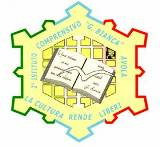 1° ISTITUTO COMPRENSIVO "G. BIANCA" AVOLA
LA CULTURA RENDE LIBERI